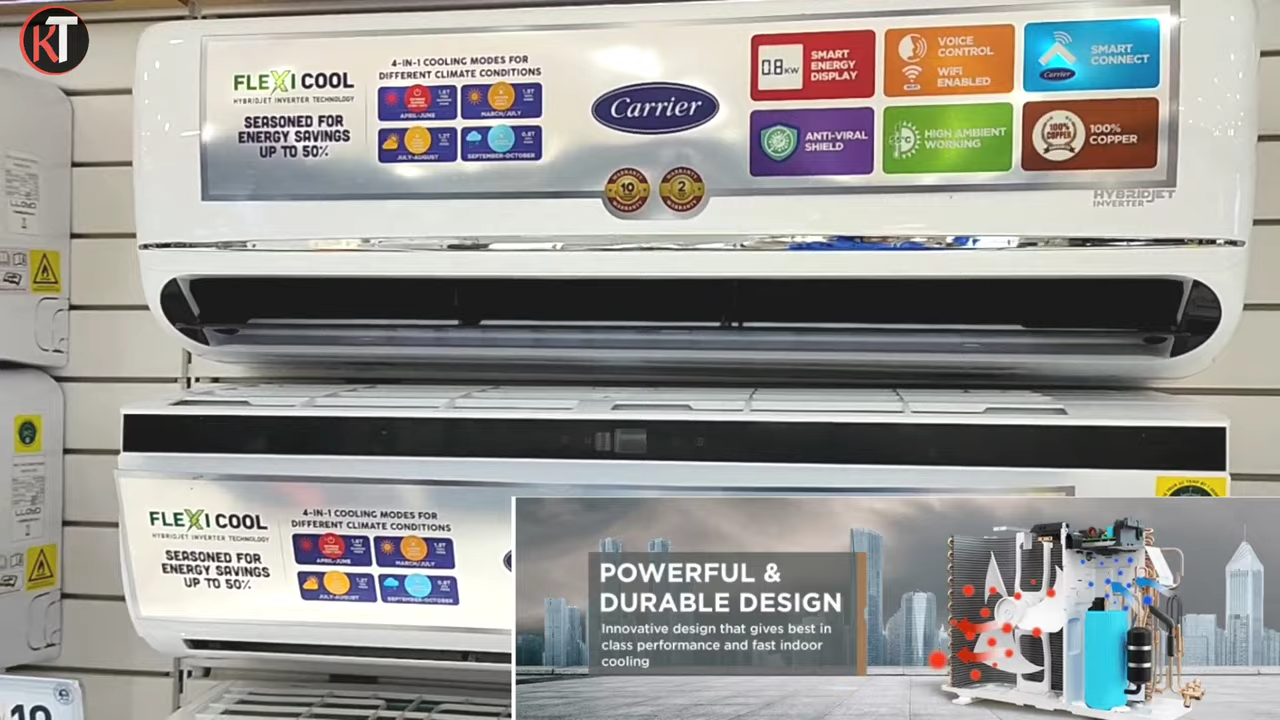 KT
FLEXI COOL
HYBRIDJET INVERTER TECHNOLOGY
SEASONED FOR
ENERGY SAVINGS
UP TO 50%
4-IN-1 COOLING MODES FOR
DIFFERENT CLIMATE CONDITIONS
APRIL-JUNE
MARCH/JULY
JULY-AUGUST
SEPTEMBER-OCTOBER
Carrier
10
WARRANTY
2
WARRANTY
0.8KW
SMART
ENERGY
DISPLAY
VOICE
CONTROL
WiFi
ENABLED
Carrier
SMART
CONNECT
ANTI-VIRAL
SHIELD
HIGH AMBIENT
WORKING
100%
COPPER
100%
COPPER
HYBRIDJET
INVERTER
FLEXI COOL
HYBRIDJET INVERTER TECHNOLOGY
SEASONED FOR
ENERGY SAVINGS
UP TO 50%
4-IN-1 COOLING MODES FOR
DIFFERENT CLIMATE CONDITIONS
APRIL-JUNE
MARCH/JULY
JULY-AUGUST
SEPTEMBER-OCTOBER
LLOYD
10
POWERFUL &
DURABLE DESIGN
Innovative design that gives best in
class performance and fast indoor
cooling